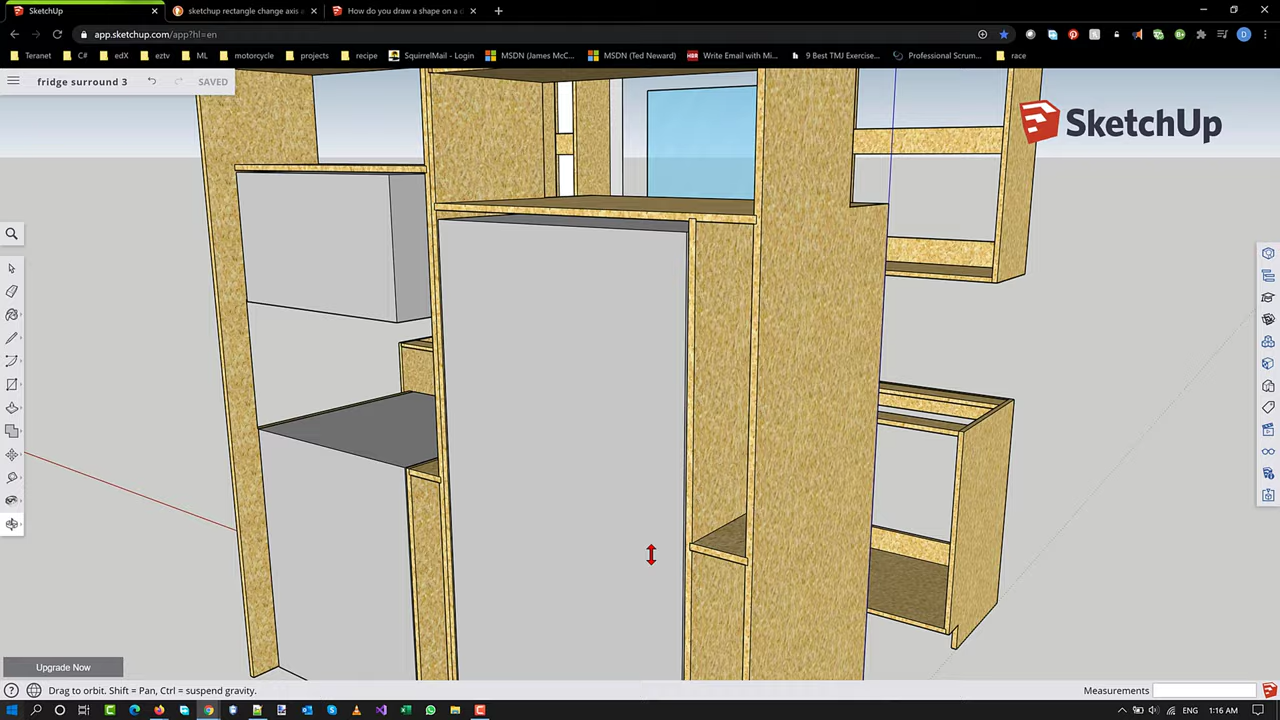 SketchUp
sketchup rectangle change axis
How do you draw a shape on a d
app.sketchup.com/app?hl=en
Teranet
C#
edX
eztv
ML
motorcycle
projects
recipe
SquirrelMail - Login
MSDN (James McC...
MSDN (Ted Neward)
Write Email with Mi...
9 Best TMJ Exercise...
Professional Scrum...
race
fridge surround 3
SAVED
SketchUp
Upgrade Now
Drag to orbit. Shift = Pan, Ctrl = suspend gravity.
Measurements
ENG
1:16 AM